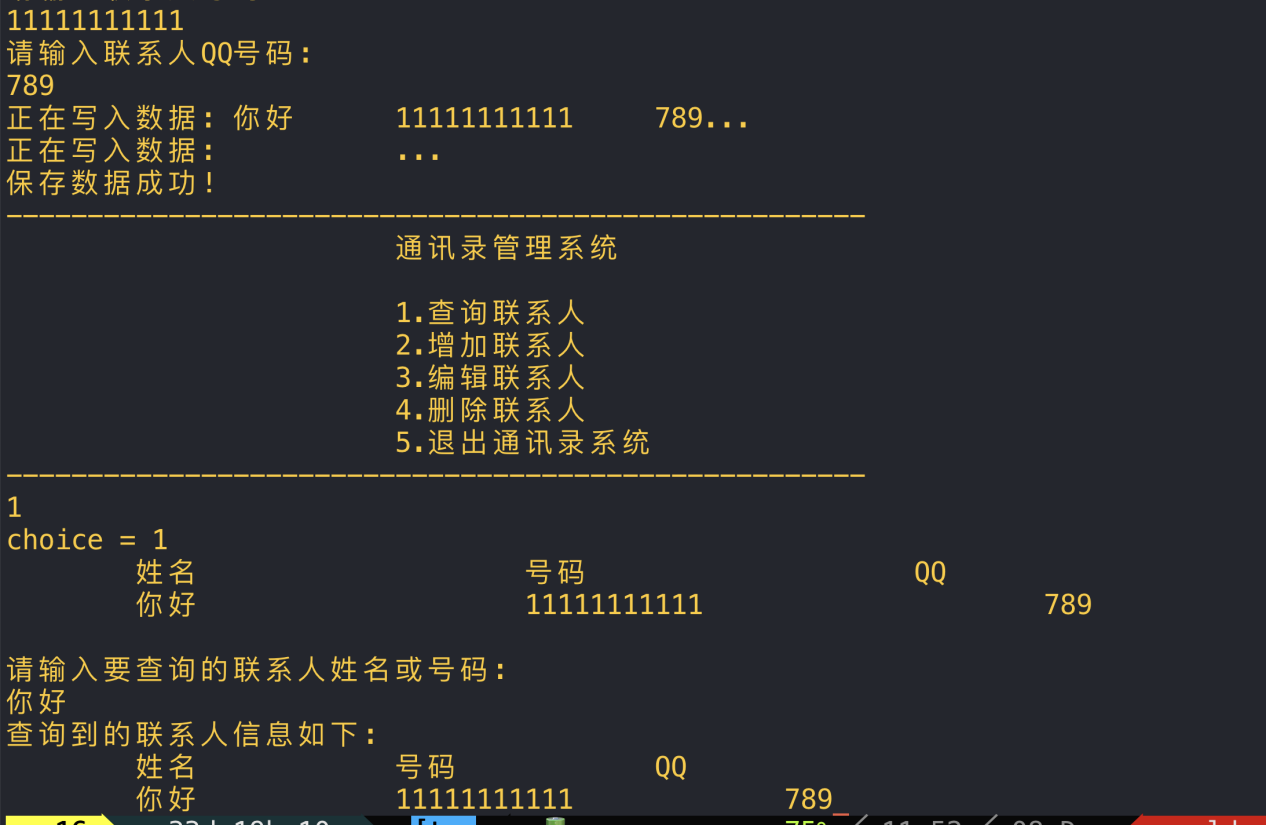 11111111111
请输入联系人QQ号码:
789
正在写入数据: 你好 11111111111 789...
正在写入数据: ...
保存数据成功!
-----------------------------------------------------
通讯录管理系统
1.查询联系人
2.增加联系人
3.编辑联系人
4.删除联系人
5.退出通讯录系统
-----------------------------------------------------
1
choice = 1
姓名 号码 QQ
你好 11111111111 789
请输入要查询的联系人姓名或号码:
你好
查询到的联系人信息如下:
姓名 号码 QQ
你好 11111111111 789